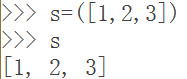 >>> s=([1,2,3])
>>> s
[1, 2, 3]